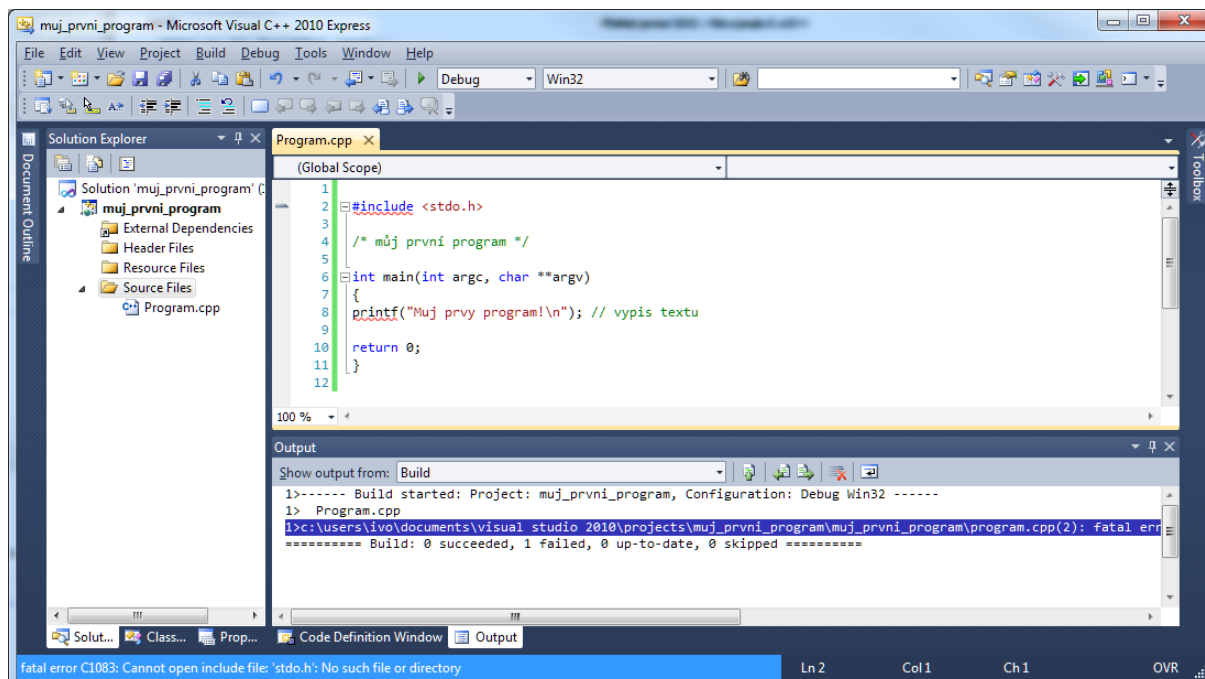 muj_prvni_program - Microsoft Visual C++ 2010 Express
File Edit View Project Build Debug Tools Window Help
Debug Win32
Document Outline
Solution Explorer
Solution 'muj_prvni_program' (
muj_prvni_program
External Dependencies
Header Files
Resource Files
Source Files
Program.cpp
Solut... Class... Prop...
Program.cpp
(Global Scope)
1
2 #include <stdo.h>
3
4 /* můj první program */
5
6 int main(int argc, char **argv)
7 {
8 printf("Muj prvy program!\n"); // vypis textu
9
10 return 0;
11 }
12
100 %
Output
Show output from: Build
1>------ Build started: Project: muj_prvni_program, Configuration: Debug Win32 ------
1> Program.cpp
1>c:\users\ivo\documents\visual studio 2010\projects\muj_prvni_program\muj_prvni_program\program.cpp(2): fatal err
========== Build: 0 succeeded, 1 failed, 0 up-to-date, 0 skipped ==========
Code Definition Window Output
Toolbox
fatal error C1083: Cannot open include file: 'stdo.h': No such file or directory Ln 2 Col 1 Ch 1 OVR